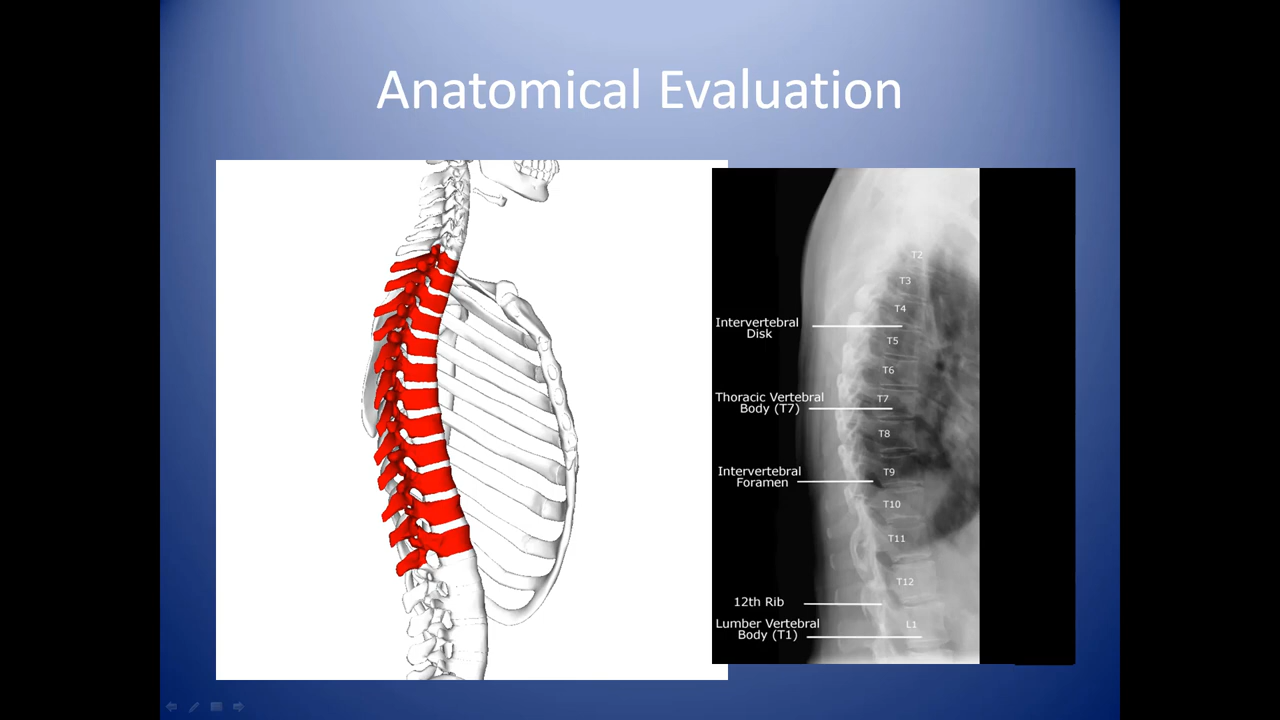 Anatomical Evaluation
T2
T3
T4
Intervertebral
Disk
T5
T6
Thoracic Vertebral
Body (T7)
T7
T8
Intervertebral
Foramen
T9
T10
T11
T12
12th Rib
Lumber Vertebral
Body (T1)
L1